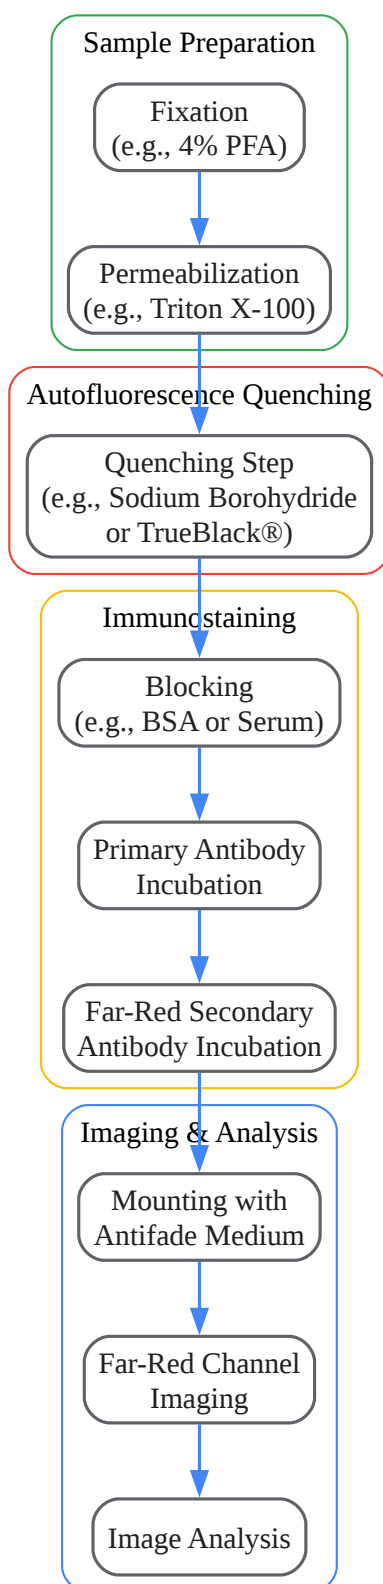 Sample Preparation
Fixation
(e.g., 4% PFA)
Permeabilization
(e.g., Triton X-100)
Autofluorescence Quenching
Quenching Step
(e.g., Sodium Borohydride
or TrueBlack®)
Immunostaining
Blocking
(e.g., BSA or Serum)
Primary Antibody
Incubation
Far-Red Secondary
Antibody Incubation
Imaging & Analysis
Mounting with
Antifade Medium
Far-Red Channel
Imaging
Image Analysis